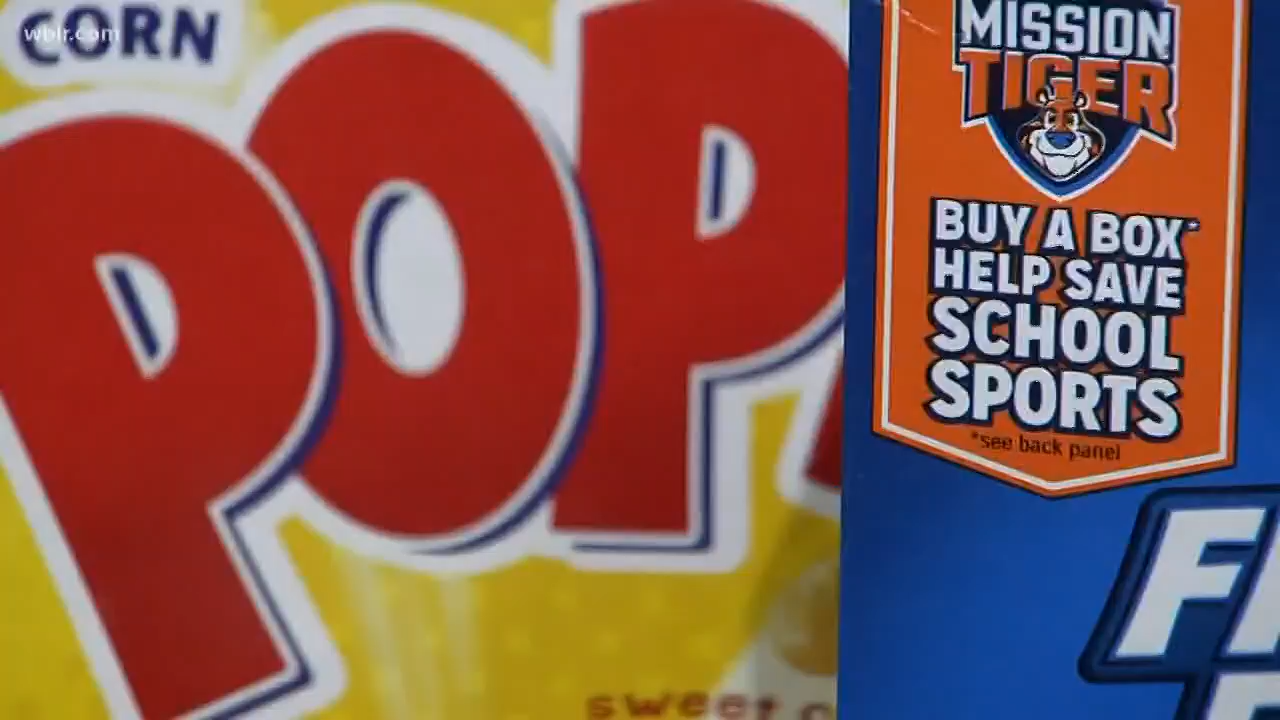 wbir.com
CORN
POP
sweet c
MISSION
TIGER
BUY A BOX*
HELP SAVE
SCHOOL
SPORTS
*see back panel
F